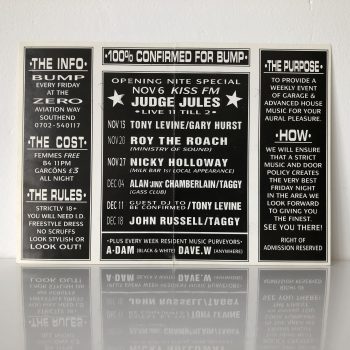 ·THE INFO·
BUMP
EVERY FRIDAY
AT THE
ZERO
AVIATION WAY
SOUTHEND
0702-540117
·THE COST·
FEMMES FREE
B4 11PM
GARCONS £3
ALL NIGHT
·THE RULES·
STRICTLY 18+
YOU WILL NEED I.D.
FREESTYLE DRESS
NO SCRUFFS
LOOK STYLISH OR
LOOK OUT!
·100% CONFIRMED FOR BUMP·
OPENING NITE SPECIAL
NOV 6 KISS FM
★ JUDGE JULES ★
·LIVE 11 TILL 2·
NOV 13 TONY LEVINE/GARY HURST
NOV 20 ROY THE ROACH
(MINISTRY OF SOUND)
NOV 27 NICKY HOLLOWAY
(MILK BAR 1st LOCAL APPEARANCE)
DEC 04 ALAN JINX CHAMBERLAIN/TAGGY
(GASS CLUB)
DEC 11 GUEST DJ TO BE CONFIRMED /TONY LEVINE
DEC 18 JOHN RUSSELL/TAGGY
·PLUS EVERY WEEK RESIDENT MUSIC PURVEYORS·
A-DAM (BLACK & WHITE) DAVE.W (ANYWHERE)
·THE PURPOSE·
TO PROVIDE A
WEEKLY EVENT
OF GARAGE &
ADVANCED HOUSE
MUSIC FOR YOUR
AURAL PLEASURE.
·HOW·
WE WILL ENSURE
THAT A STRICT
MUSIC AND DOOR
POLICY CREATES
THE VERY BEST
FRIDAY NIGHT
IN THE AREA WE
LOOK FORWARD
TO GIVING YOU
THE FINEST.
SEE YOU THERE!
RIGHT OF
ADMISSION RESERVED